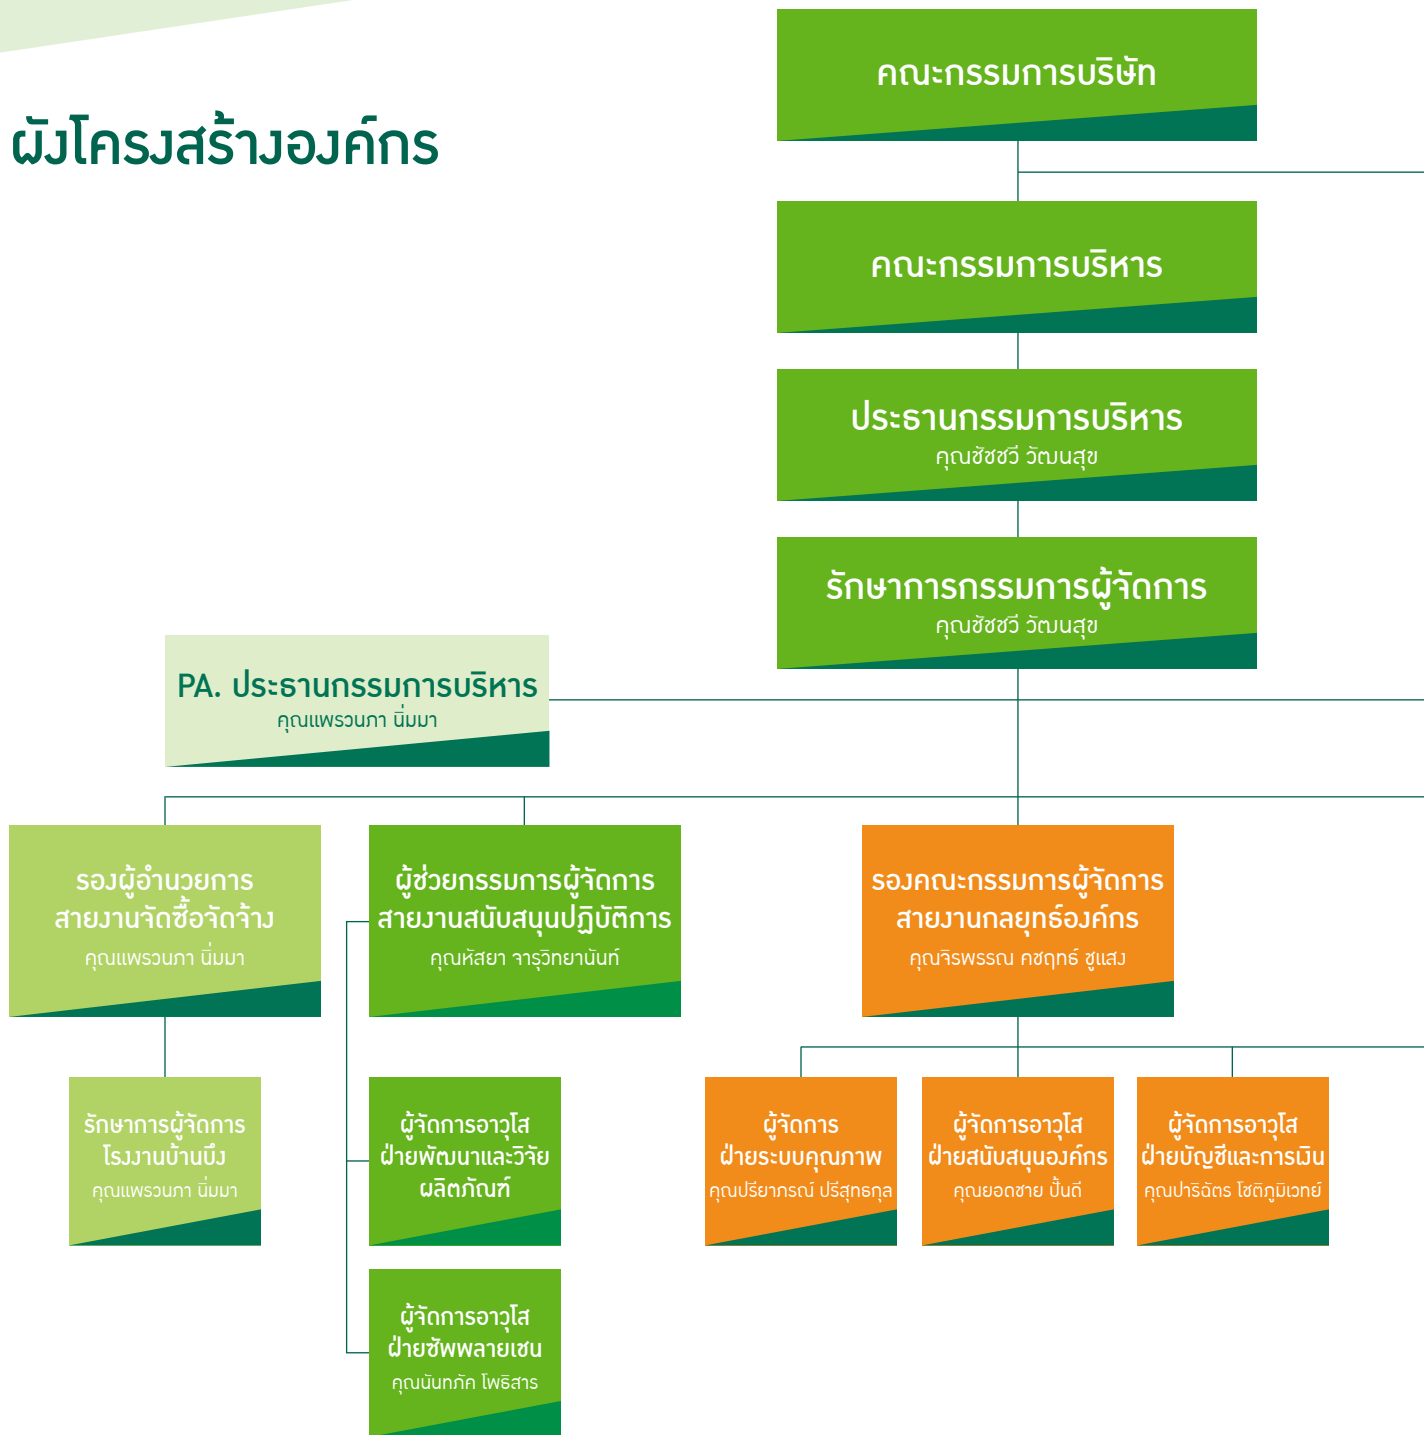 ผังโครงสร้างองค์กร
คณะกรรมการบริษัท
คณะกรรมการบริหาร
ประธานกรรมการบริหาร
คุณชัชชวี วัฒนสุข
รักษาการกรรมการผู้จัดการ
คุณชัชชวี วัฒนสุข
PA. ประธานกรรมการบริหาร
คุณแพรวนภา นิ่มมา
รองผู้อำนวยการ
สายงานจัดซื้อจัดจ้าง
คุณแพรวนภา นิ่มมา
ผู้ช่วยกรรมการผู้จัดการ
สายงานสนับสนุนปฏิบัติการ
คุณหัสยา จารุวิทยานันท์
รองคณะกรรมการผู้จัดการ
สายงานกลยุทธ์องค์กร
คุณจิรพรรณ คชฤทธ์ ชูแสง
รักษาการผู้จัดการ
โรงงานบ้านบึง
คุณแพรวนภา นิ่มมา
ผู้จัดการอาวุโส
ฝ่ายพัฒนาและวิจัย
ผลิตภัณฑ์
ผู้จัดการ
ฝ่ายระบบคุณภาพ
คุณปรียาภรณ์ ปรีสุทธกุล
ผู้จัดการอาวุโส
ฝ่ายสนับสนุนองค์กร
คุณยอดชาย ปั้นดี
ผู้จัดการอาวุโส
ฝ่ายบัญชีและการเงิน
คุณปาริฉัตร โชติภูมิเวทย์
ผู้จัดการอาวุโส
ฝ่ายซัพพลายเชน
คุณนันทภัค โพธิสาร